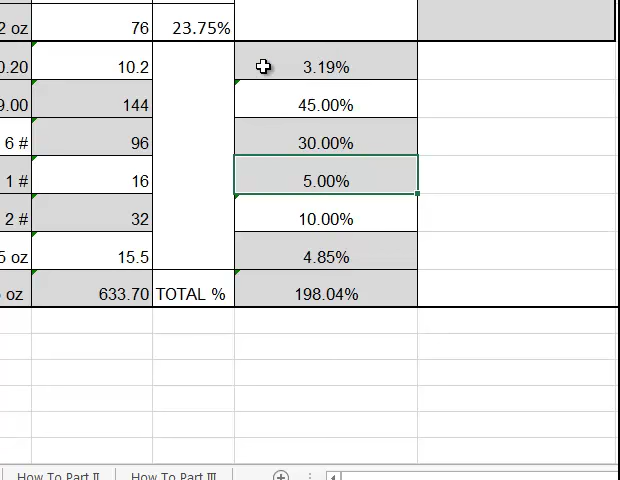 2 oz 76 23.75%
0.20 10.2 3.19%
9.00 144 45.00%
6 # 96 30.00%
1 # 16 5.00%
2 # 32 10.00%
5 oz 15.5 4.85%
oz 633.70 TOTAL % 198.04%
How To Part II How To Part III